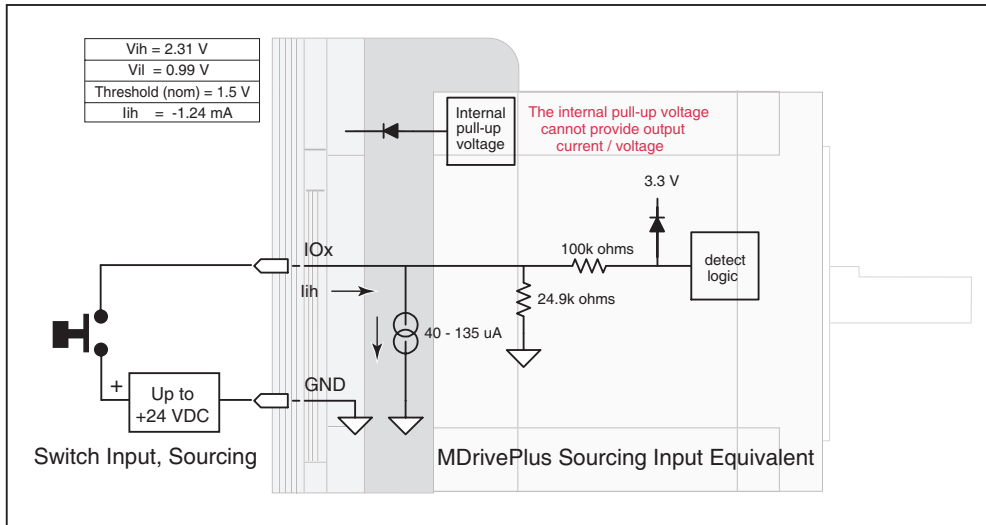 Vih = 2.31 V
Vil = 0.99 V
Threshold (nom) = 1.5 V
Iih = -1.24 mA
Internal
pull-up
voltage
The internal pull-up voltage
cannot provide output
current / voltage
3.3 V
IOx
100k ohms
detect
logic
Iih
24.9k ohms
40 - 135 uA
GND
+
Up to
+24 VDC
Switch Input, Sourcing
MDrivePlus Sourcing Input Equivalent